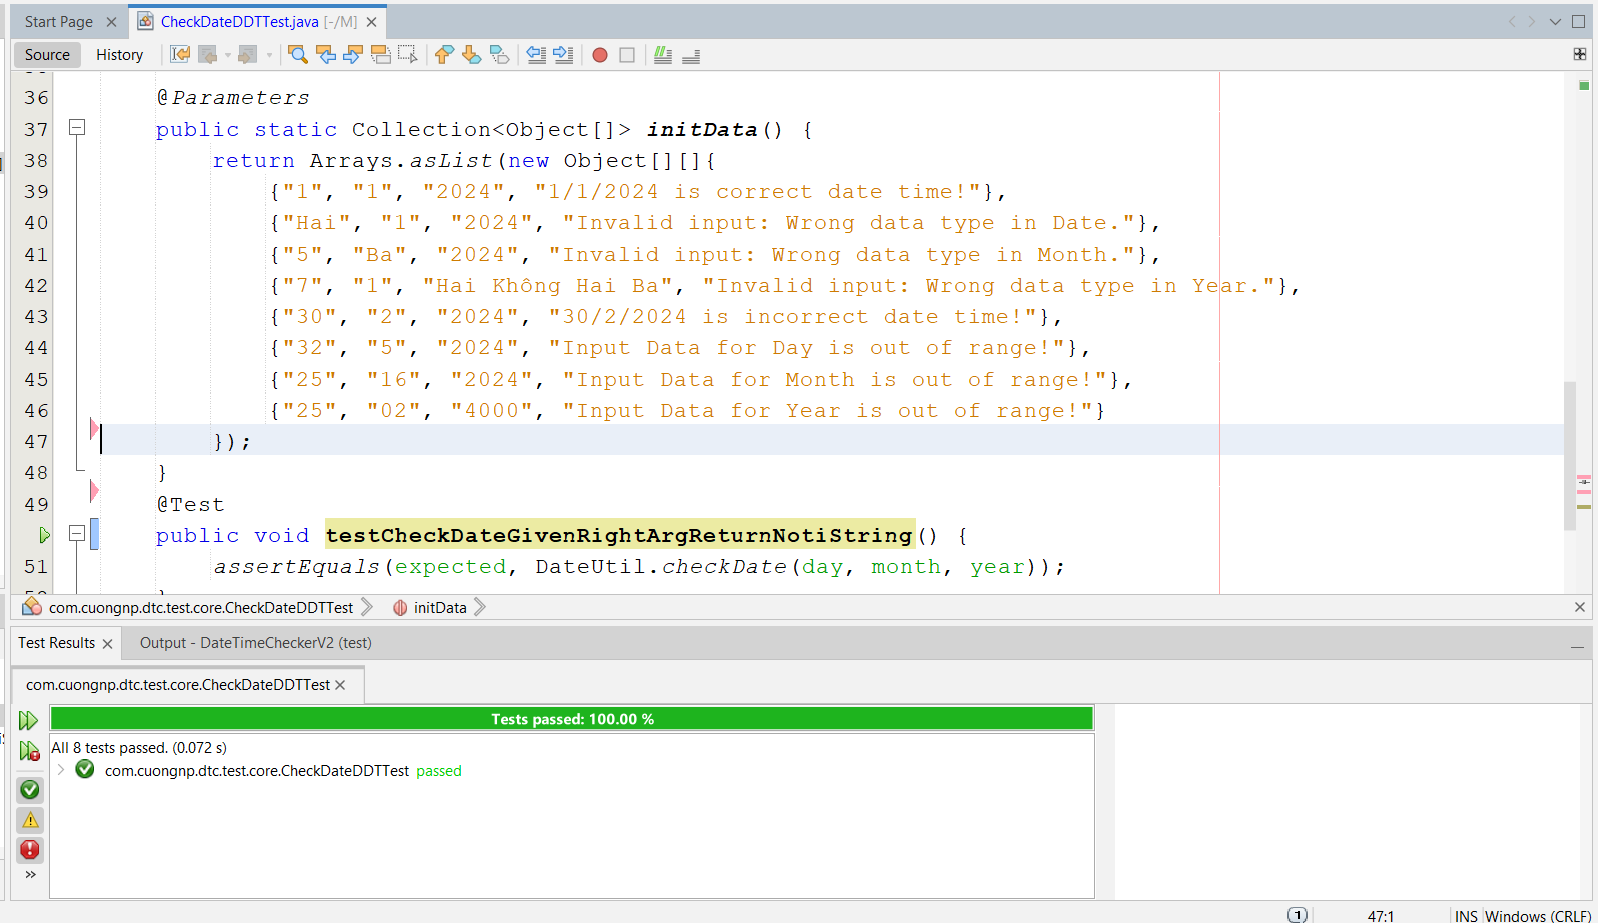 Start Page
CheckDateDDTTest.java [-/M]
Source History
36 @Parameters
37 public static Collection<Object[]> initData() {
38 return Arrays.asList(new Object[][]{
39 {"1", "1", "2024", "1/1/2024 is correct date time!"},
40 {"Hai", "1", "2024", "Invalid input: Wrong data type in Date."},
41 {"5", "Ba", "2024", "Invalid input: Wrong data type in Month."},
42 {"7", "1", "Hai Không Hai Ba", "Invalid input: Wrong data type in Year."},
43 {"30", "2", "2024", "30/2/2024 is incorrect date time!"},
44 {"32", "5", "2024", "Input Data for Day is out of range!"},
45 {"25", "16", "2024", "Input Data for Month is out of range!"},
46 {"25", "02", "4000", "Input Data for Year is out of range!"}
47 });
48 }
49 @Test
public void testCheckDateGivenRightArgReturnNotiString() {
51 assertEquals(expected, DateUtil.checkDate(day, month, year));
com.cuongnp.dtc.test.core.CheckDateDDTTest initData
Test Results Output - DateTimeCheckerV2 (test)
com.cuongnp.dtc.test.core.CheckDateDDTTest
Tests passed: 100.00 %
All 8 tests passed. (0.072 s)
com.cuongnp.dtc.test.core.CheckDateDDTTest passed
1 47:1 INS Windows (CRLF)